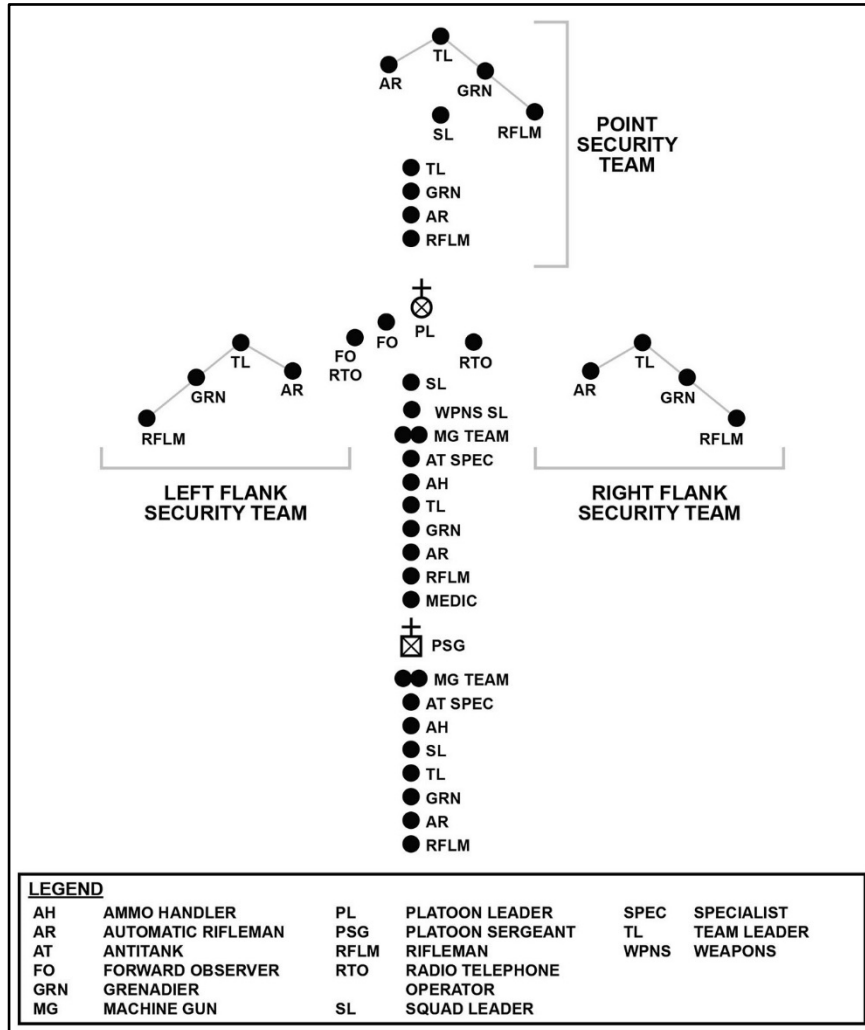 TL
AR
GRN
SL
RFLM
POINT
SECURITY
TEAM
TL
GRN
AR
RFLM
PL
FO
FO
RTO
RTO
TL
AR
GRN
RFLM
LEFT FLANK
SECURITY TEAM
AR
TL
GRN
RFLM
RIGHT FLANK
SECURITY TEAM
SL
WPNS SL
MG TEAM
AT SPEC
AH
TL
GRN
AR
RFLM
MEDIC
PSG
MG TEAM
AT SPEC
AH
SL
TL
GRN
AR
RFLM
LEGEND
AH AMMO HANDLER
AR AUTOMATIC RIFLEMAN
AT ANTITANK
FO FORWARD OBSERVER
GRN GRENADIER
MG MACHINE GUN
PL PLATOON LEADER
PSG PLATOON SERGEANT
RFLM RIFLEMAN
RTO RADIO TELEPHONE
OPERATOR
SL SQUAD LEADER
SPEC SPECIALIST
TL TEAM LEADER
WPNS WEAPONS